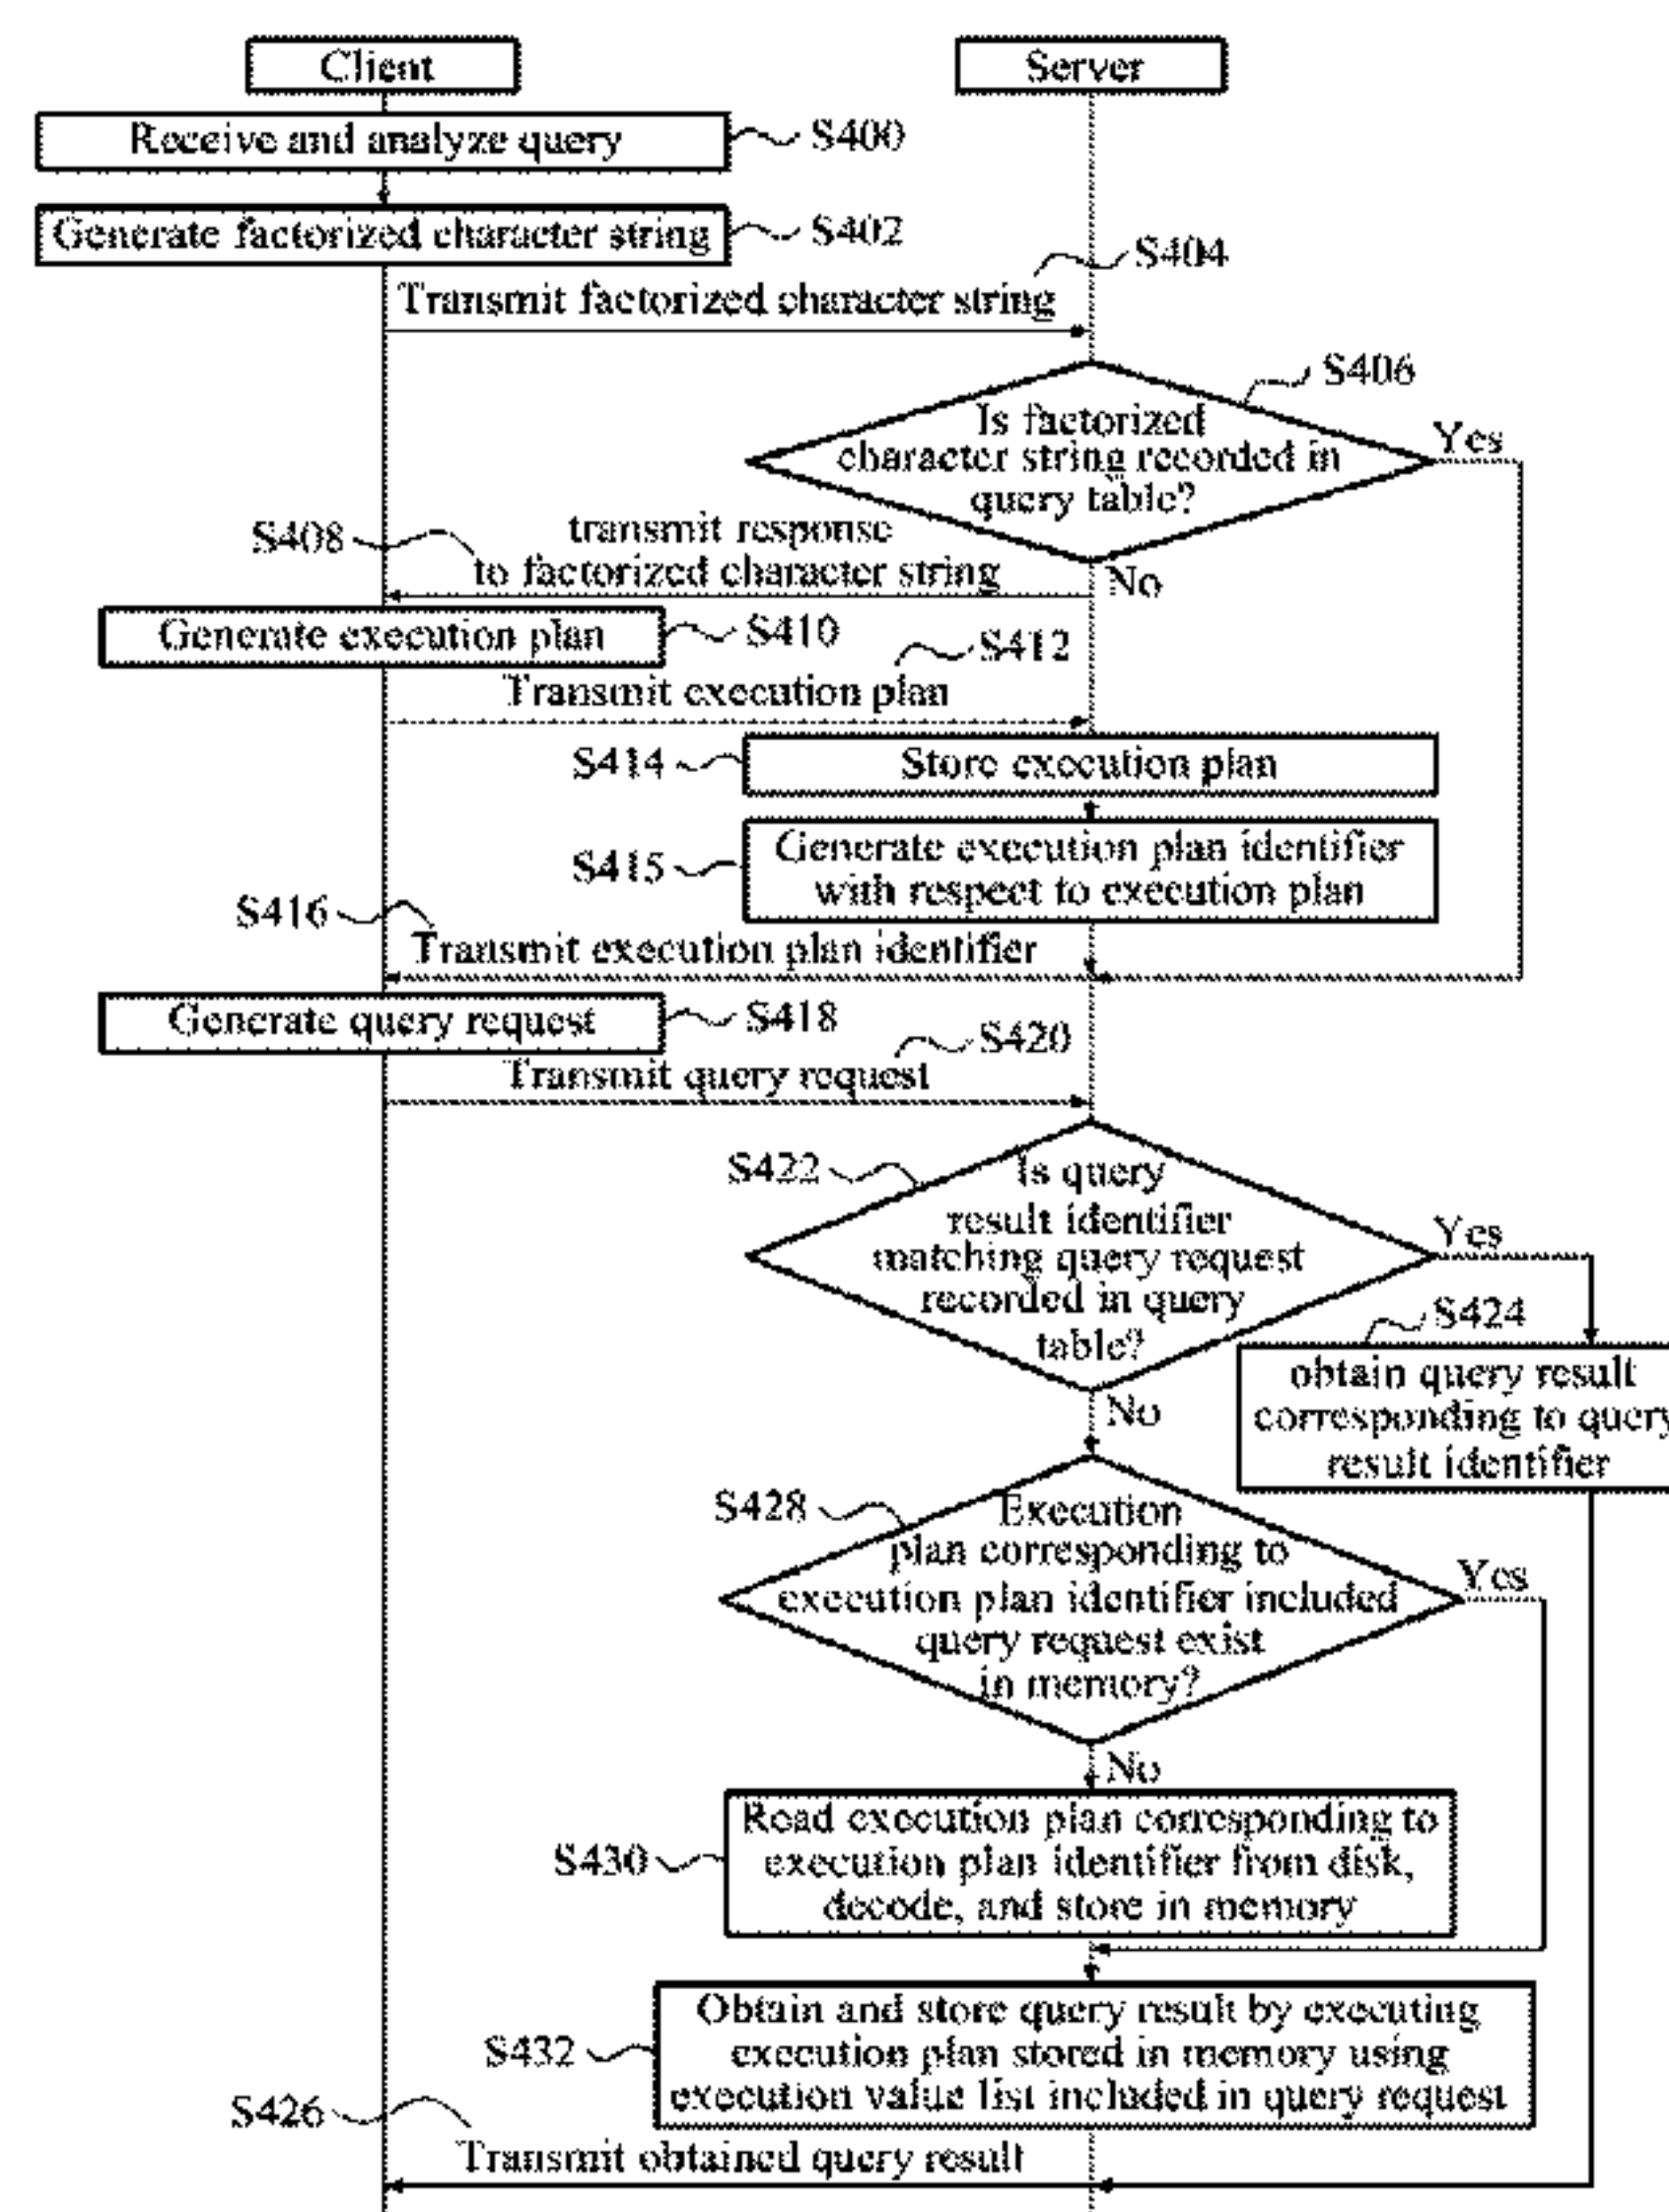 Client
Server
Receive and analyze query
S400
Generate factorized character string
S402
S404
Transmit factorized character string
S406
Is factorized
character string recorded in
query table?
Yes
S408
transmit response
to factorized character string
No
Generate execution plan
S410
S412
Transmit execution plan
S414
Store execution plan
S415
Generate execution plan identifier
with respect to execution plan
S416
Transmit execution plan identifier
Generate query request
S418
S420
Transmit query request
S422
Is query
result identifier
matching query request
recorded in query
table?
Yes
No
S424
obtain query result
corresponding to query
result identifier
S428
Execution
plan corresponding to
execution plan identifier included
query request exist
in memory?
Yes
No
S430
Read execution plan corresponding to
execution plan identifier from disk,
decode, and store in memory
S432
Obtain and store query result by executing
execution plan stored in memory using
execution value list included in query request
S426
Transmit obtained query result